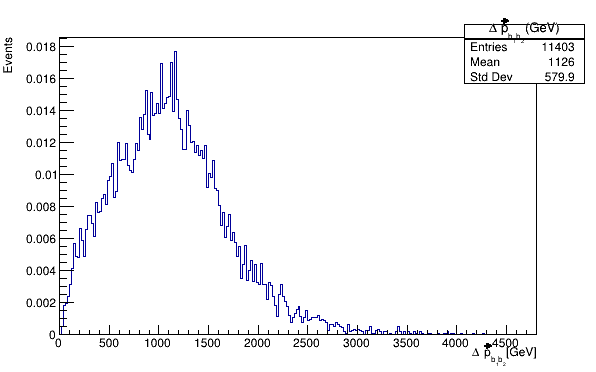 Δ p⃗_b₁b₂ (GeV)
Entries 11403
Mean 1126
Std Dev 579.9
Events
0.018
0.016
0.014
0.012
0.01
0.008
0.006
0.004
0.002
0
0 500 1000 1500 2000 2500 3000 3500 4000 4500
Δ p⃗_b₁b₂ [GeV]